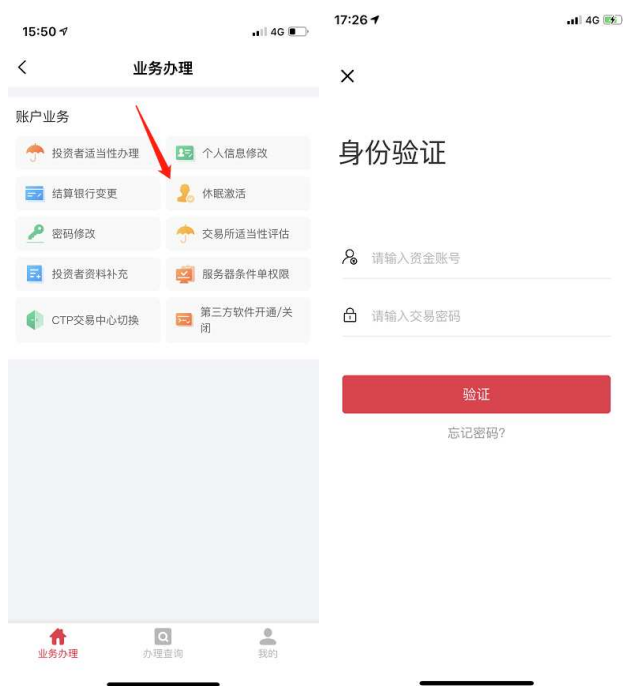 15:50
4G
业务办理
账户业务
投资者适当性办理
个人信息修改
结算银行变更
休眠激活
密码修改
交易所适当性评估
投资者资料补充
服务器条件单权限
CTP交易中心切换
第三方软件开通/关
闭
业务办理
办理查询
我的
17:26
4G
身份验证
请输入资金账号
请输入交易密码
验证
忘记密码?